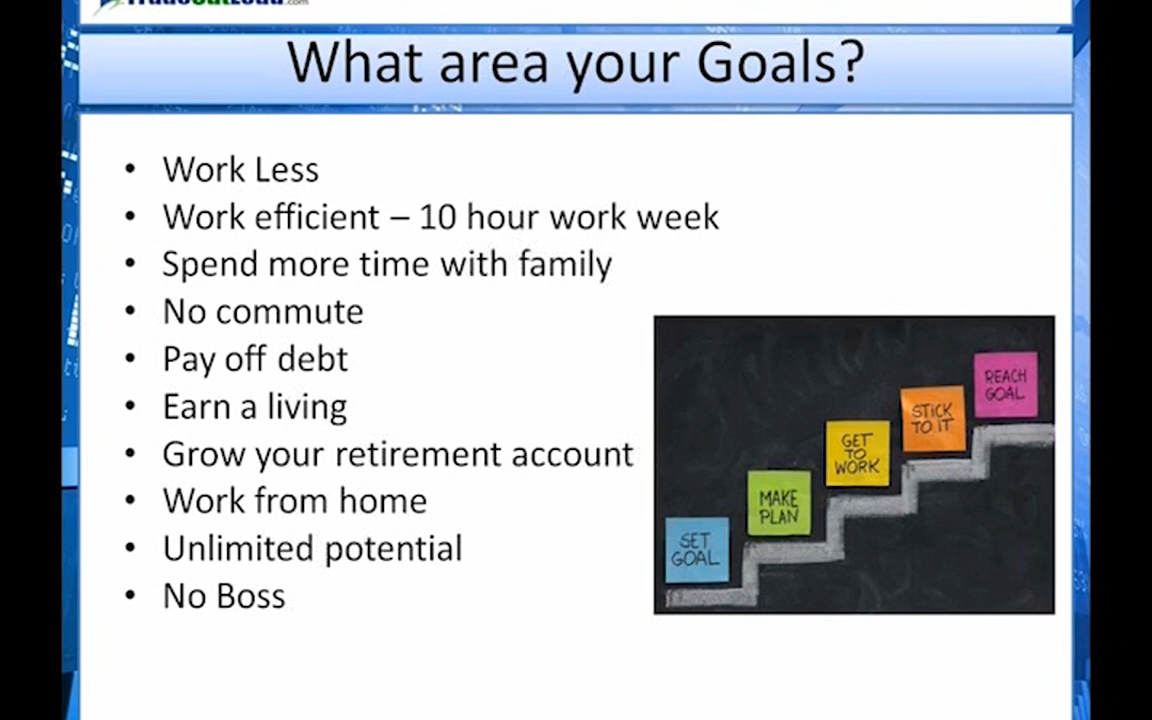 What area your Goals?
• Work Less
• Work efficient – 10 hour work week
• Spend more time with family
• No commute
• Pay off debt
• Earn a living
• Grow your retirement account
• Work from home
• Unlimited potential
• No Boss
REACH
GOAL
STICK
TO IT
GET
TO
WORK
MAKE
PLAN
SET
GOAL